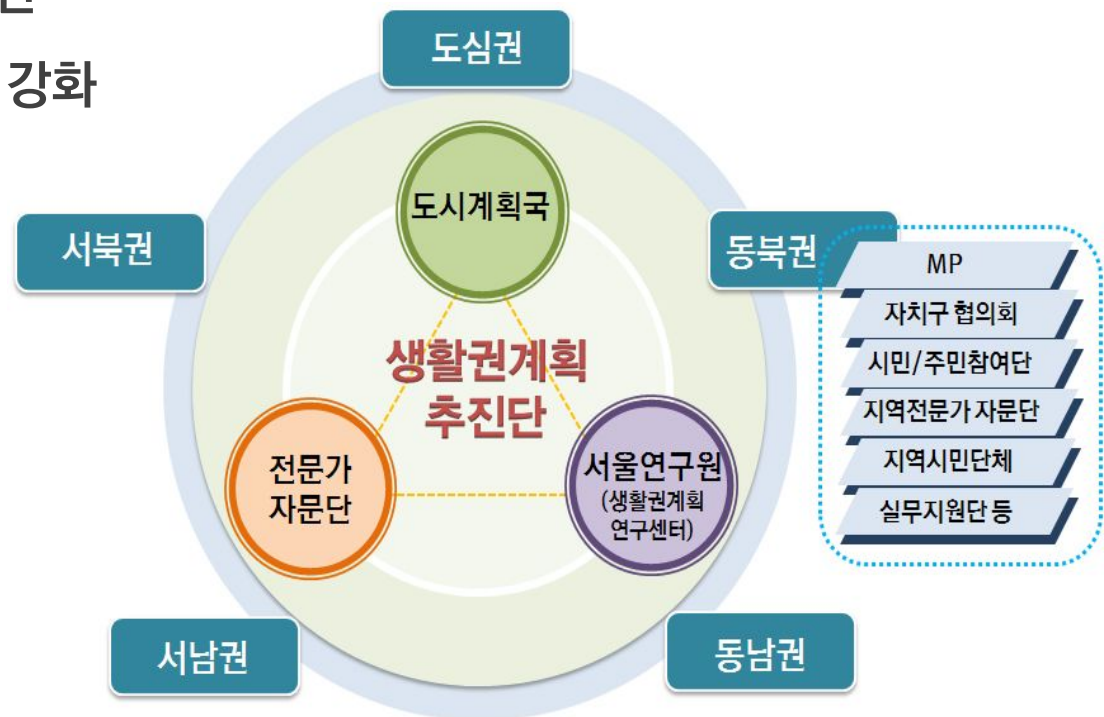 강화
도심권
도시계획국
서북권
동북권
MP
자치구 협의회
시민/주민참여단
지역전문가 자문단
지역시민단체
실무지원단 등
생활권계획
추진단
전문가
자문단
서울연구원
(생활권계획
연구센터)
서남권
동남권